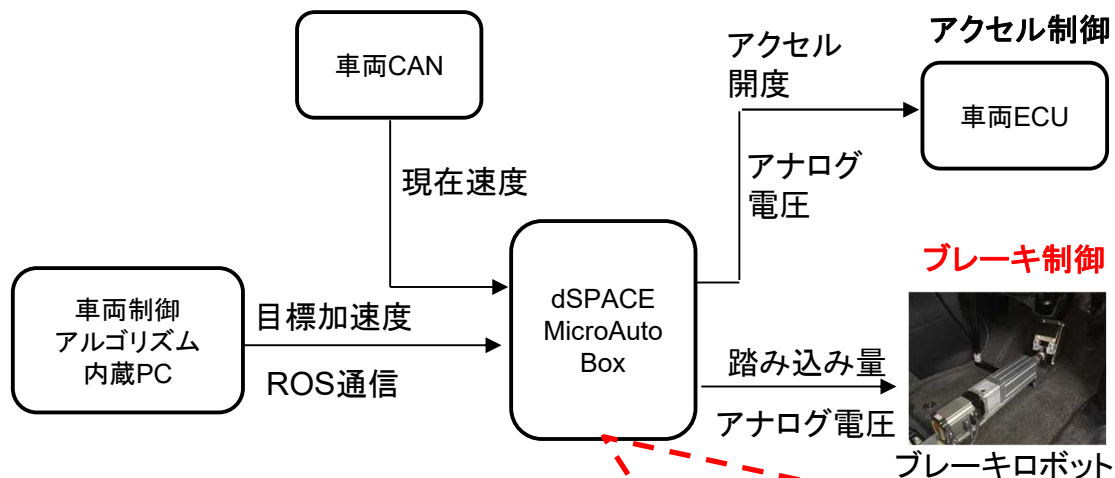 アクセル制御
車両CAN
アクセル
開度
車両ECU
現在速度
アナログ
電圧
ブレーキ制御
車両制御
アルゴリズム
内蔵PC
目標加速度
ROS通信
dSPACE
MicroAuto
Box
踏み込み量
アナログ電圧
ブレーキロボット